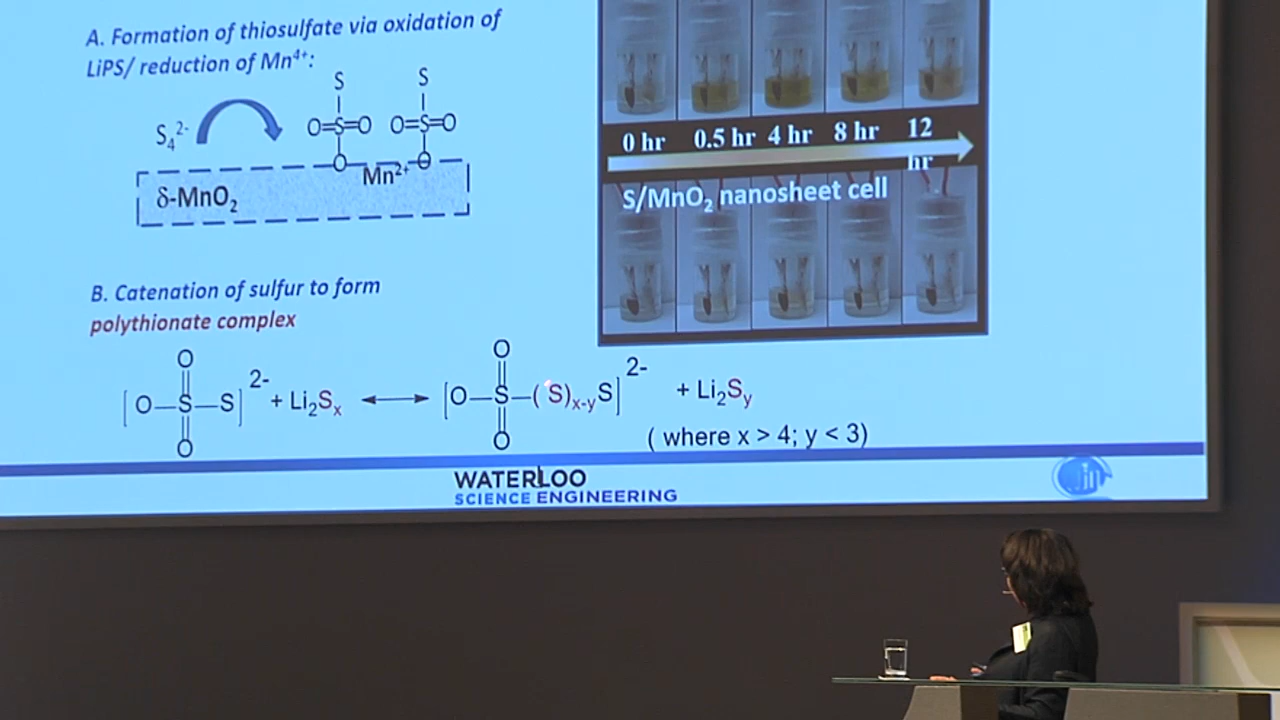 A. Formation of thiosulfate via oxidation of
LiPS/ reduction of Mn⁴⁺:
S S
S₄²⁻ O=S=O O=S=O
O Mn²⁺ O
δ-MnO₂
0 hr 0.5 hr 4 hr 8 hr 12
hr
S/MnO₂ nanosheet cell
B. Catenation of sulfur to form
polythionate complex
O O
[O—S—S]²⁻ + Li₂Sₓ ⟷ [O—S—(S)ₓ₋ᵧS]²⁻ + Li₂Sᵧ
O O
( where x > 4; y < 3)
WATERLOO
SCIENCE ENGINEERING